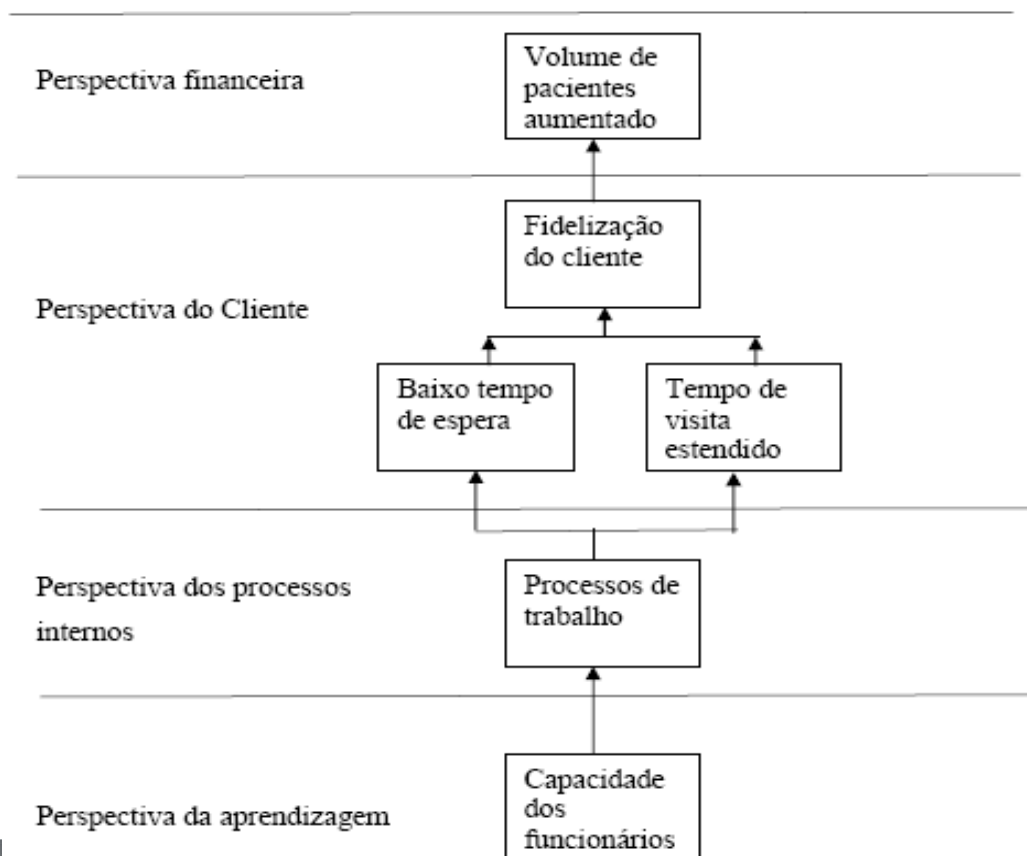 Perspectiva financeira
Volume de
pacientes
aumentado
Perspectiva do Cliente
Fidelização
do cliente
Baixo tempo
de espera
Tempo de
visita
estendido
Perspectiva dos processos
internos
Processos de
trabalho
Perspectiva da aprendizagem
Capacidade
dos
funcionários